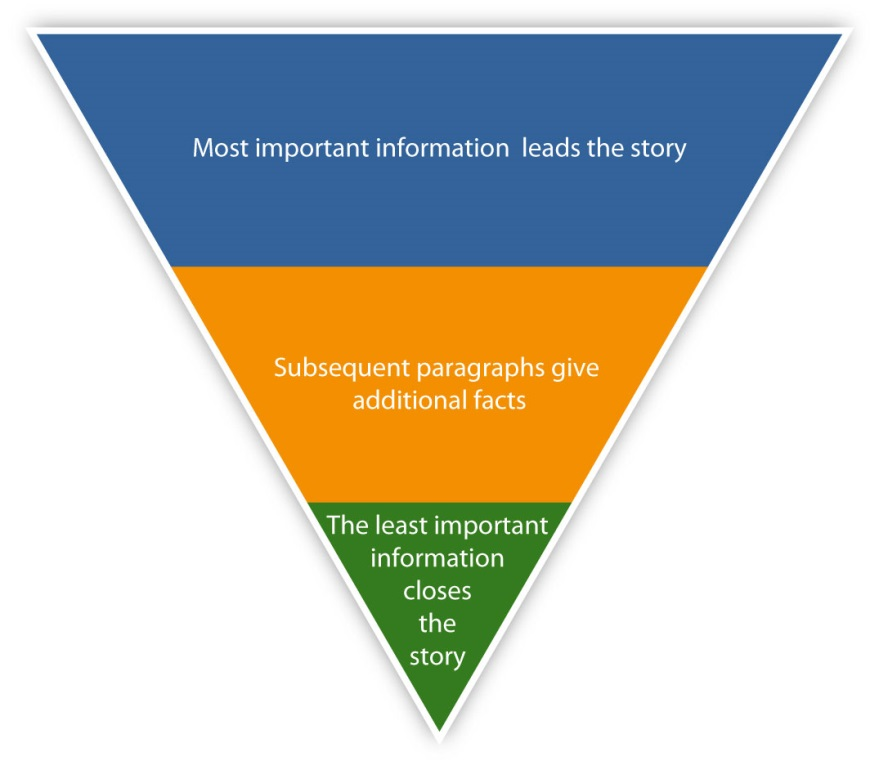 Most important information  leads the story
Subsequent paragraphs give
additional facts
The least important
information
closes
the
story